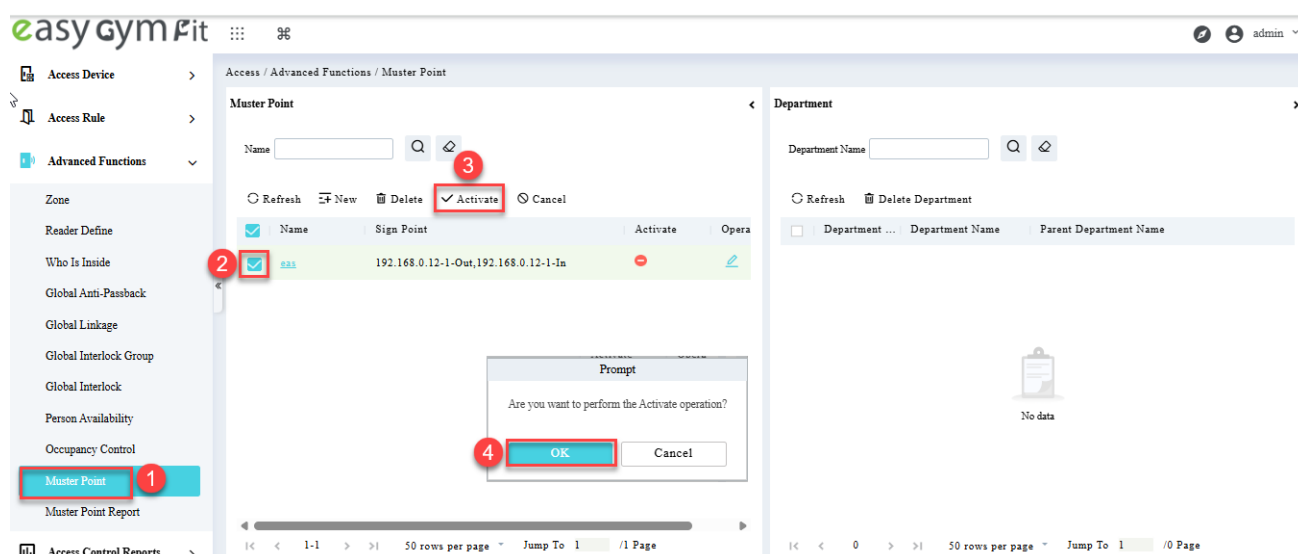 easy Gym Fit
admin
Access Device
Access Rule
Advanced Functions
Zone
Reader Define
Who Is Inside
Global Anti-Passback
Global Linkage
Global Interlock Group
Global Interlock
Person Availability
Occupancy Control
Muster Point
1
Muster Point Report
Access Control Reports
Access / Advanced Functions / Muster Point
Muster Point
Name
3
Refresh New Delete Activate Cancel
Name Sign Point Activate Opera
2
eas 192.168.0.12-1-Out,192.168.0.12-1-In
Prompt
Are you want to perform the Activate operation?
4
OK Cancel
1-1 50 rows per page Jump To 1 /1 Page
Department
Department Name
Refresh Delete Department
Department ... Department Name Parent Department Name
No data
0 50 rows per page Jump To 1 /0 Page